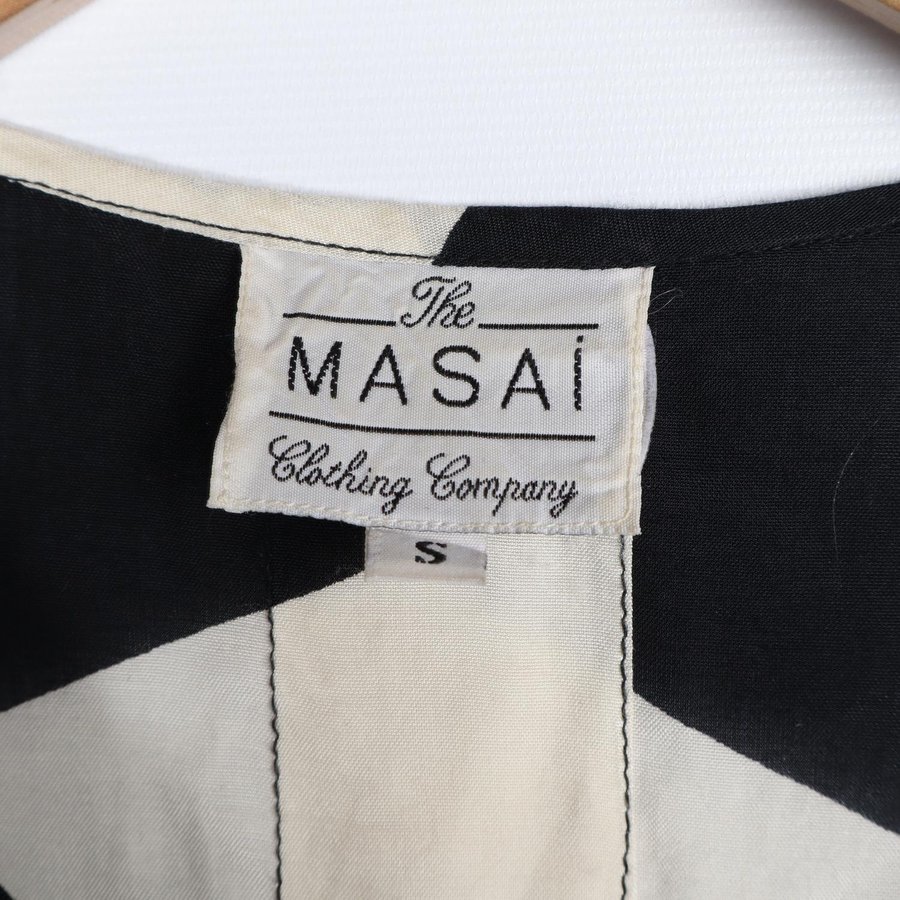 The
MASAi
Clothing Company
S